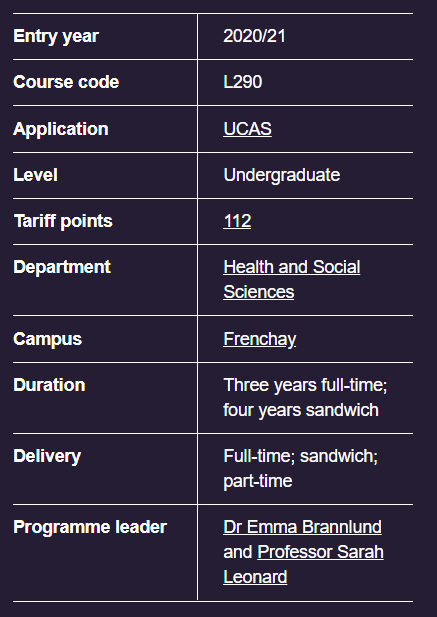 Entry year 2020/21
Course code L290
Application UCAS
Level Undergraduate
Tariff points 112
Department Health and Social
Sciences
Campus Frenchay
Duration Three years full-time;
four years sandwich
Delivery Full-time; sandwich;
part-time
Programme leader Dr Emma Brannlund
and Professor Sarah
Leonard